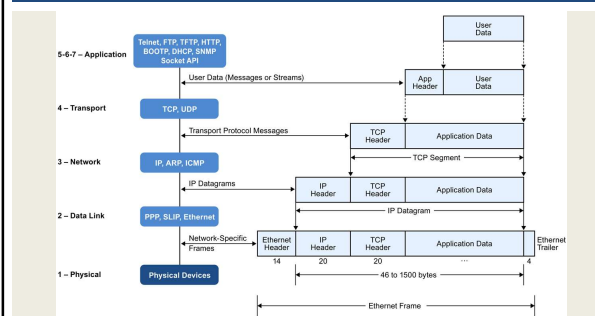 User
Data
Telnet, FTP, TFTP, HTTP,
BOOTP, DHCP, SNMP
Socket API
5-6-7 – Application
User Data (Messages or Streams)
App
Header
User
Data
4 – Transport
TCP, UDP
Transport Protocol Messages
TCP
Header
Application Data
TCP Segment
3 – Network
IP, ARP, ICMP
IP Datagrams
IP
Header
TCP
Header
Application Data
IP Datagram
2 – Data Link
PPP, SLIP, Ethernet
Network-Specific
Frames
Ethernet
Header
IP
Header
TCP
Header
Application Data
Ethernet
Trailer
14
20
20
...
4
46 to 1500 bytes
1 – Physical
Physical Devices
Ethernet Frame